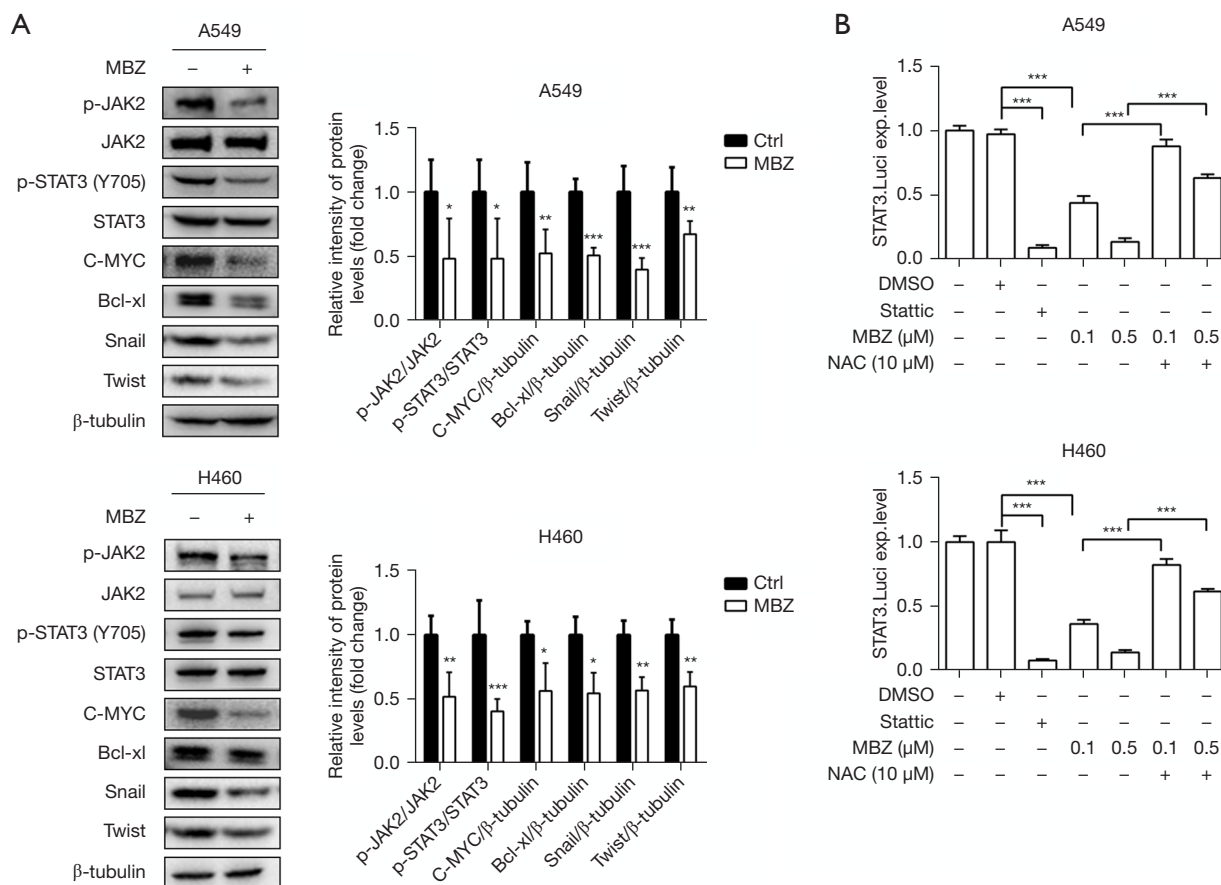 A
A549
MBZ
– +
p-JAK2
JAK2
p-STAT3 (Y705)
STAT3
C-MYC
Bcl-xl
Snail
Twist
β-tubulin
A549
Relative intensity of protein
levels (fold change)
1.5
1.0
0.5
0.0
* * ** *** *** **
Ctrl
MBZ
p-JAK2/JAK2
p-STAT3/STAT3
C-MYC/β-tubulin
Bcl-xl/β-tubulin
Snail/β-tubulin
Twist/β-tubulin
H460
MBZ
– +
p-JAK2
JAK2
p-STAT3 (Y705)
STAT3
C-MYC
Bcl-xl
Snail
Twist
β-tubulin
H460
Relative intensity of protein
levels (fold change)
1.5
1.0
0.5
0.0
** *** * * ** **
Ctrl
MBZ
p-JAK2/JAK2
p-STAT3/STAT3
C-MYC/β-tubulin
Bcl-xl/β-tubulin
Snail/β-tubulin
Twist/β-tubulin
B
A549
STAT3.Luci exp.level
1.5
1.0
0.5
0.0
***
***
***
***
DMSO – + – – – – –
Stattic – – + – – – –
MBZ (μM) – – – 0.1 0.5 0.1 0.5
NAC (10 μM) – – – – – + +
H460
STAT3.Luci exp.level
1.5
1.0
0.5
0.0
***
***
***
***
DMSO – + – – – – –
Stattic – – + – – – –
MBZ (μM) – – – 0.1 0.5 0.1 0.5
NAC (10 μM) – – – – – + +